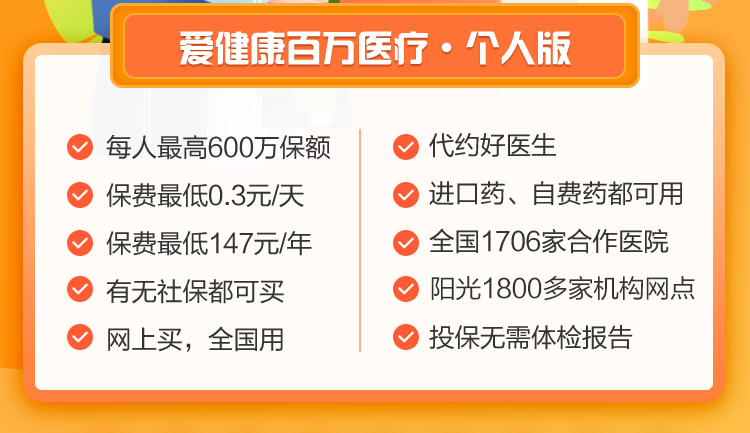 爱健康百万医疗·个人版
每人最高600万保额
保费最低0.3元/天
保费最低147元/年
有无社保都可买
网上买，全国用
代约好医生
进口药、自费药都可用
全国1706家合作医院
阳光1800多家机构网点
投保无需体检报告